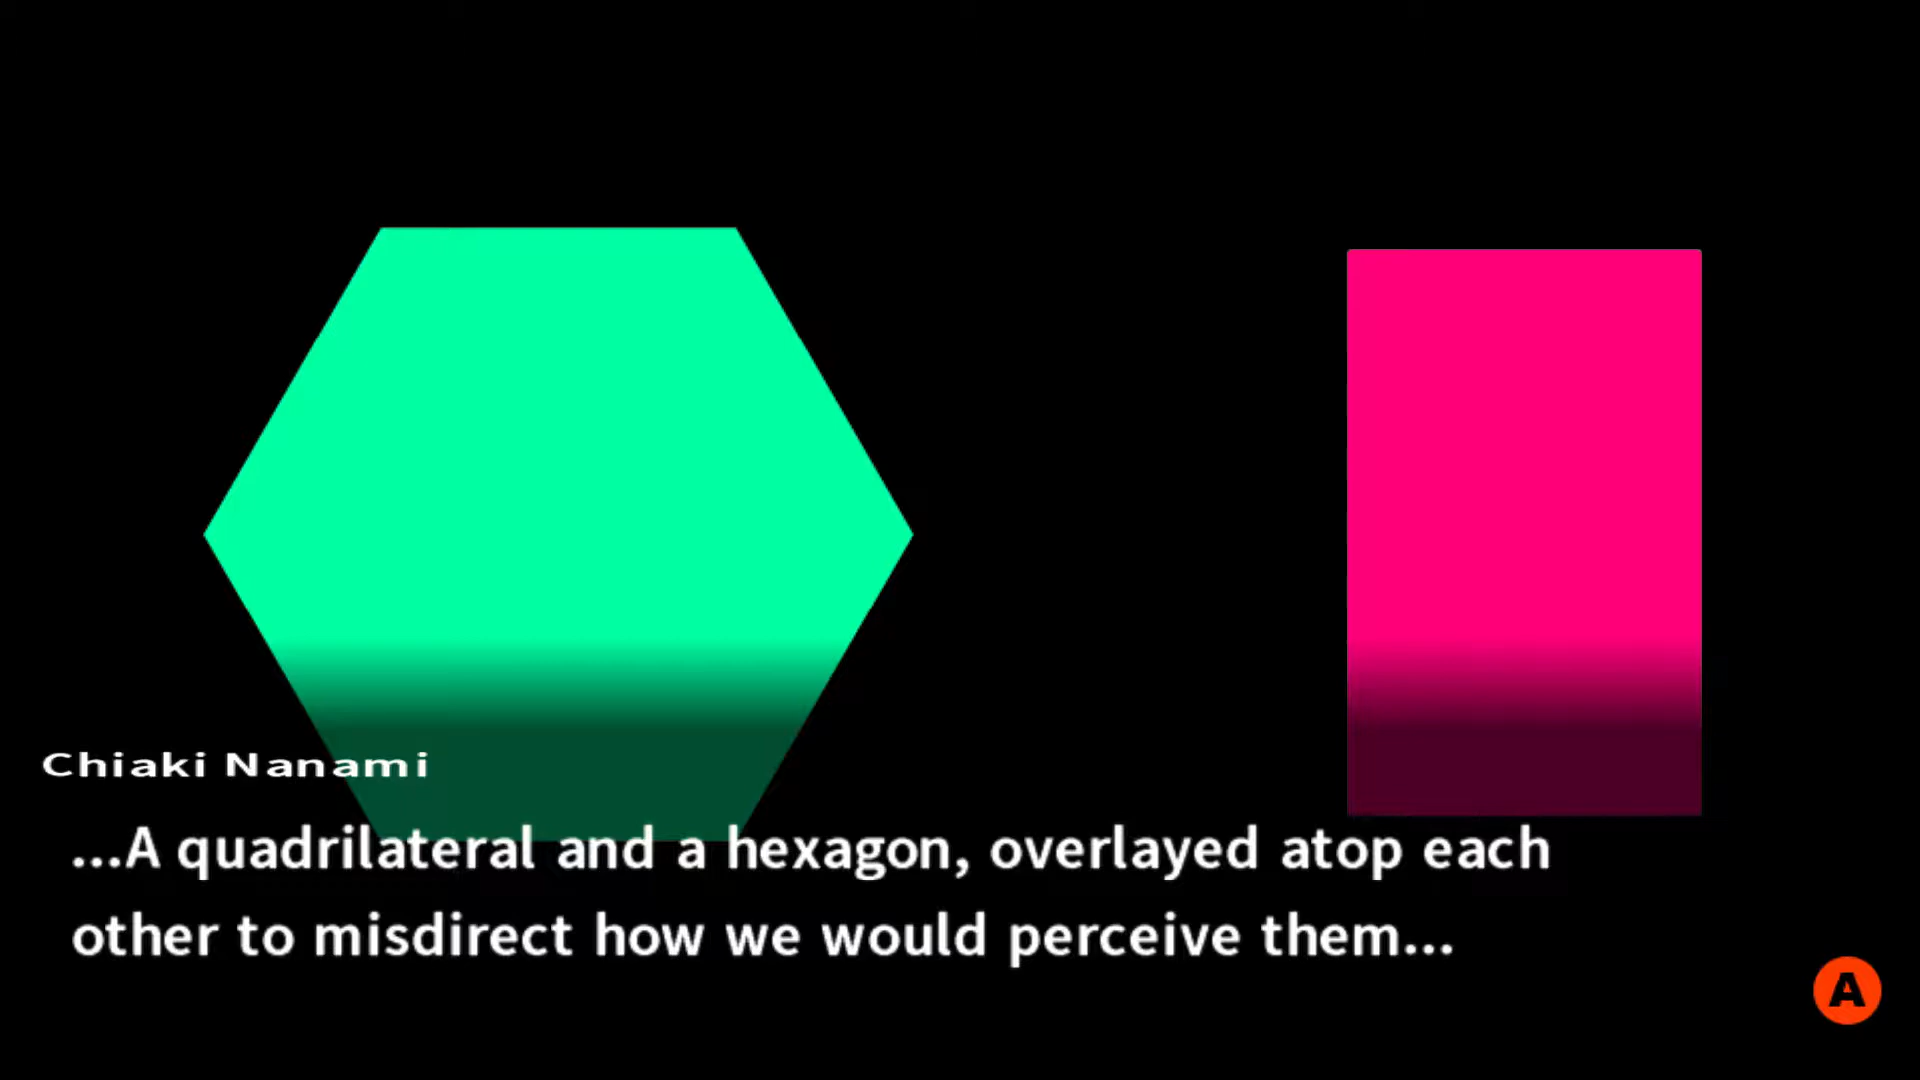 Chiaki Nanami
...A quadrilateral and a hexagon, overlayed atop each
other to misdirect how we would perceive them...
A